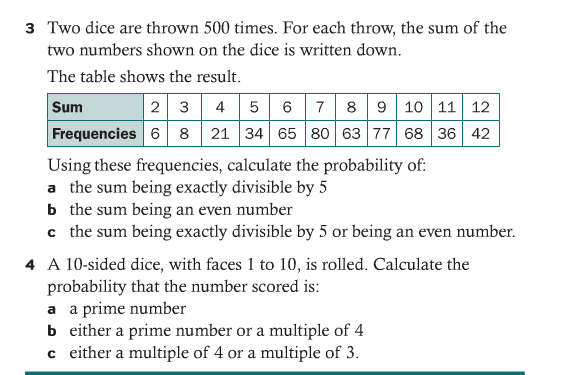 3 Two dice are thrown 500 times. For each throw, the sum of the
two numbers shown on the dice is written down.
The table shows the result.
Sum 2 3 4 5 6 7 8 9 10 11 12
Frequencies 6 8 21 34 65 80 63 77 68 36 42
Using these frequencies, calculate the probability of:
a the sum being exactly divisible by 5
b the sum being an even number
c the sum being exactly divisible by 5 or being an even number.
4 A 10-sided dice, with faces 1 to 10, is rolled. Calculate the
probability that the number scored is:
a a prime number
b either a prime number or a multiple of 4
c either a multiple of 4 or a multiple of 3.